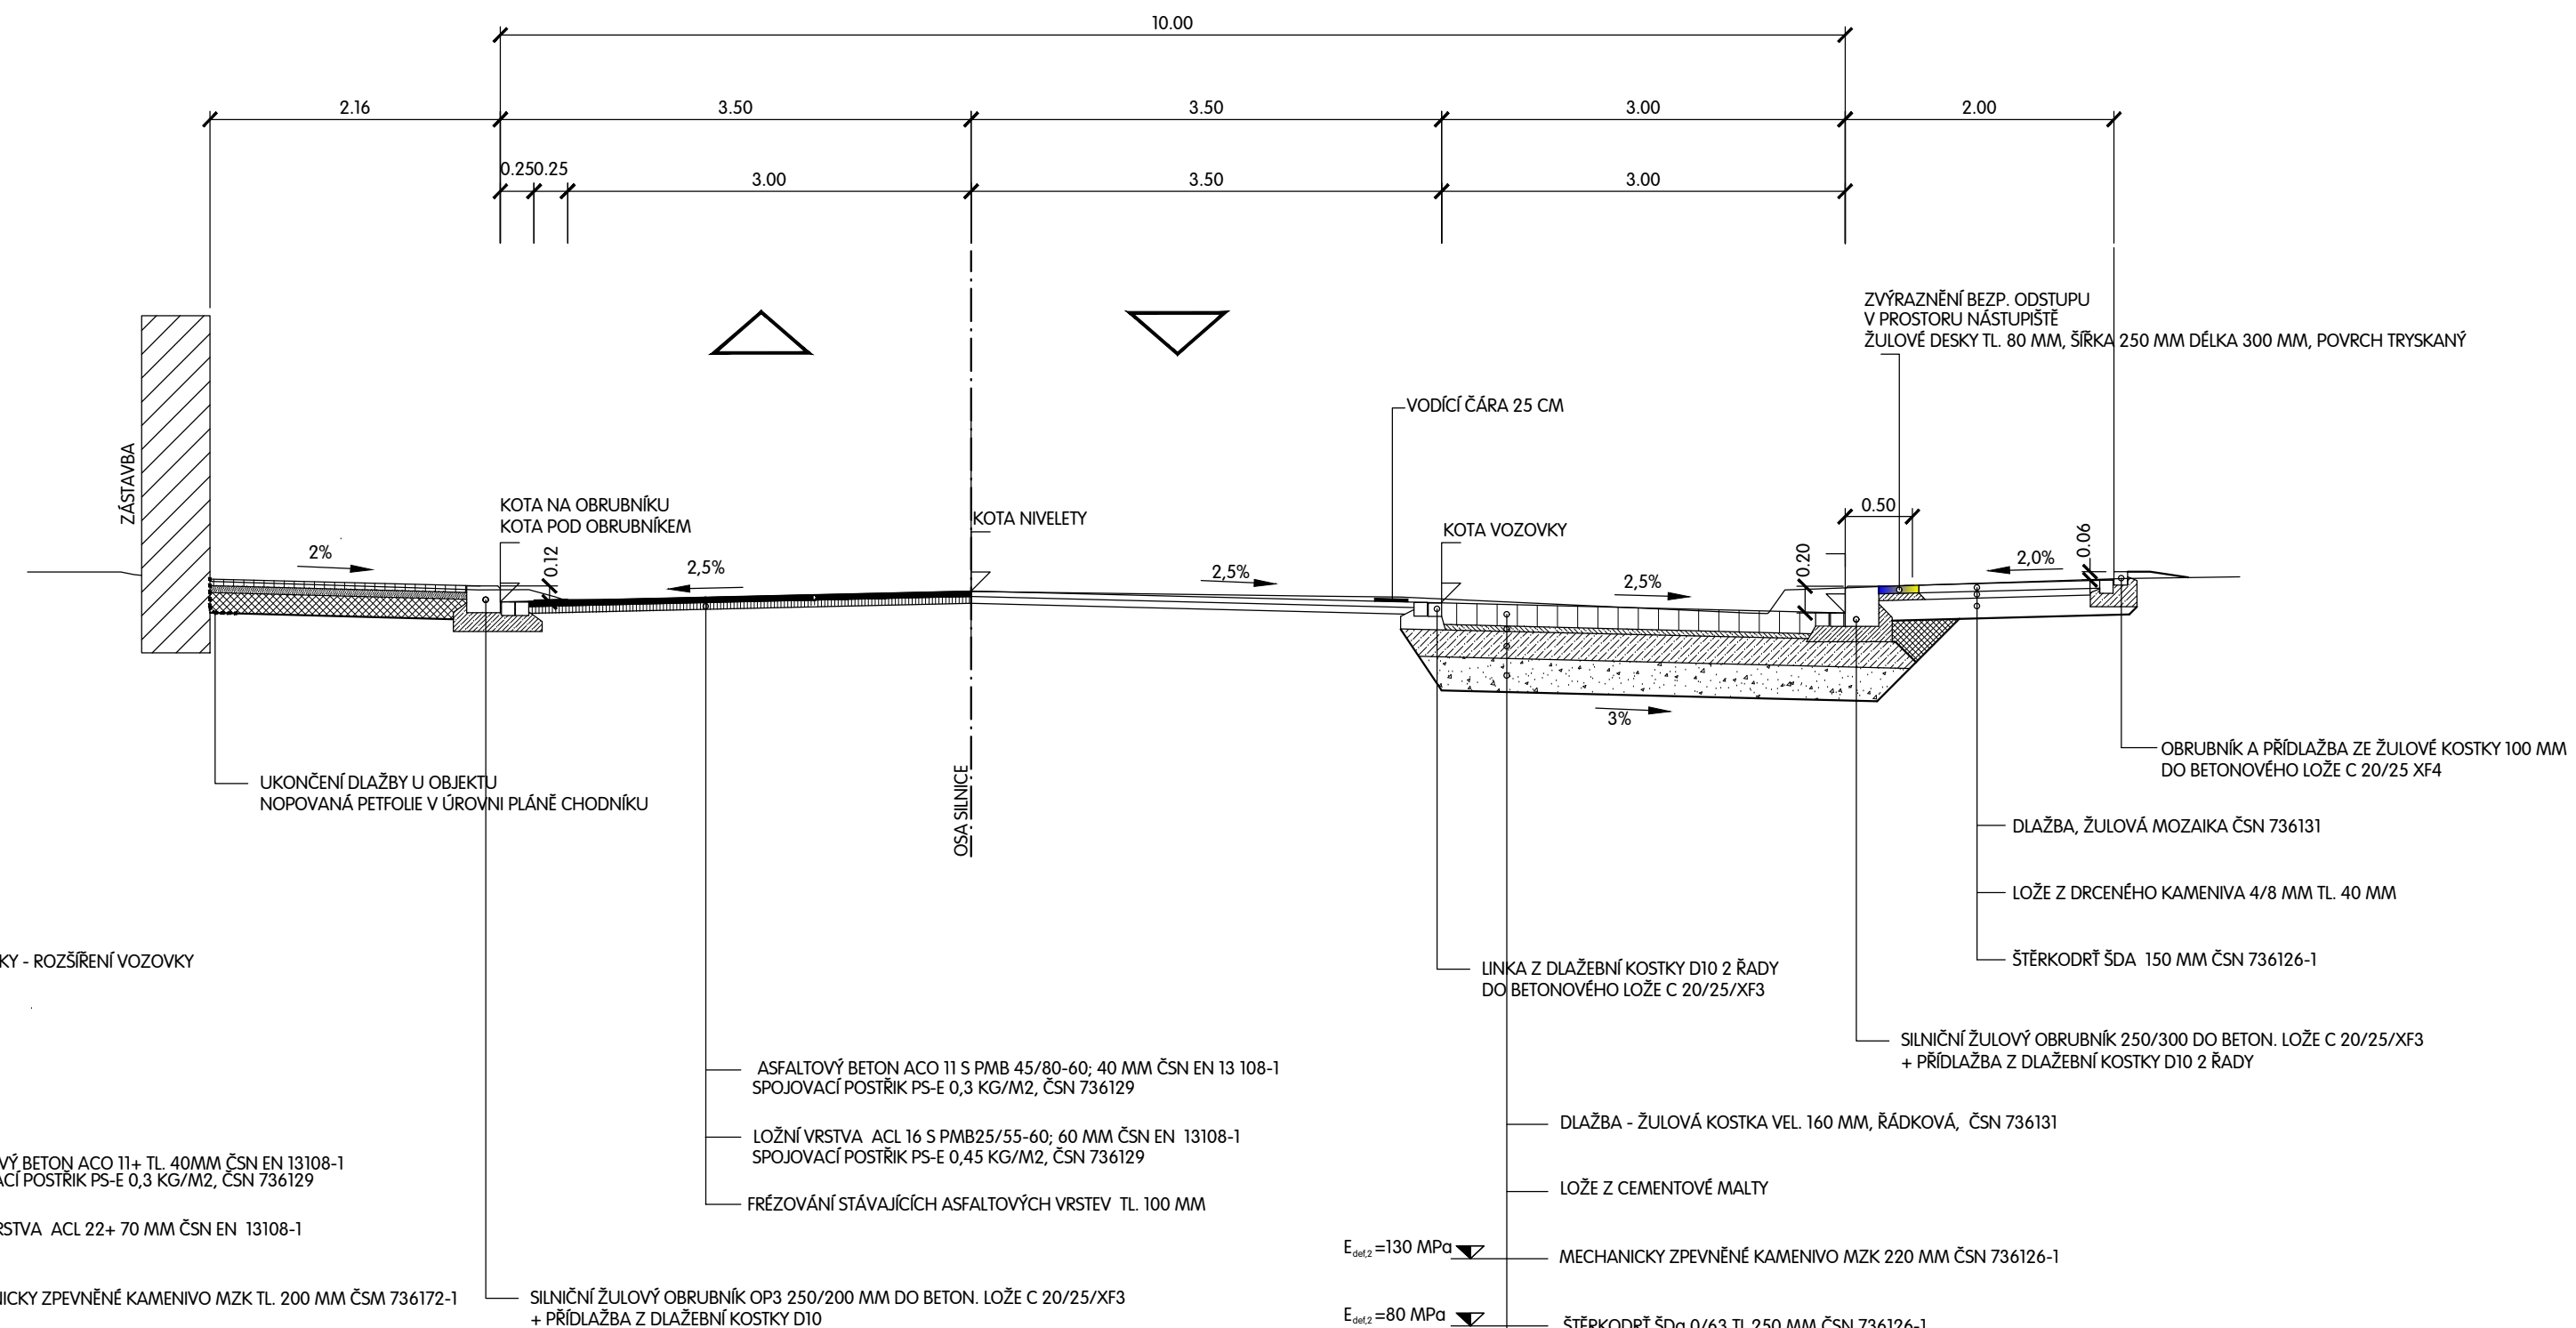 10.00
2.16
3.50
3.50
3.00
2.00
0.25
0.25
3.00
3.50
3.00
ZVÝRAZNĚNÍ BEZP. ODSTUPU
V PROSTORU NÁSTUPIŠTĚ
ŽULOVÉ DESKY TL. 80 MM, ŠÍŘKA 250 MM DÉLKA 300 MM, POVRCH TRYSKANÝ
VODÍCÍ ČÁRA 25 CM
ZÁSTAVBA
KOTA NA OBRUBNÍKU
KOTA POD OBRUBNÍKEM
KOTA NIVELETY
KOTA VOZOVKY
0.50
2%
0.12
2,5%
2,5%
2,5%
0.20
2,0%
0.06
3%
OBRUBNÍK A PŘÍDLAŽBA ZE ŽULOVÉ KOSTKY 100 MM
DO BETONOVÉHO LOŽE C 20/25 XF4
UKONČENÍ DLAŽBY U OBJEKTU
NOPOVANÁ PETFOLIE V ÚROVNI PLÁNĚ CHODNÍKU
OSA SILNICE
DLAŽBA, ŽULOVÁ MOZAIKA ČSN 736131
LOŽE Z DRCENÉHO KAMENIVA 4/8 MM TL. 40 MM
KY - ROZŠÍŘENÍ VOZOVKY
ŠTĚRKODRŤ ŠDA 150 MM ČSN 736126-1
LINKA Z DLAŽEBNÍ KOSTKY D10 2 ŘADY
DO BETONOVÉHO LOŽE C 20/25/XF3
SILNIČNÍ ŽULOVÝ OBRUBNÍK 250/300 DO BETON. LOŽE C 20/25/XF3
+ PŘÍDLAŽBA Z DLAŽEBNÍ KOSTKY D10 2 ŘADY
ASFALTOVÝ BETON ACO 11 S PMB 45/80-60; 40 MM ČSN EN 13 108-1
SPOJOVACÍ POSTŘIK PS-E 0,3 KG/M2, ČSN 736129
DLAŽBA - ŽULOVÁ KOSTKA VEL. 160 MM, ŘÁDKOVÁ, ČSN 736131
LOŽNÍ VRSTVA ACL 16 S PMB25/55-60; 60 MM ČSN EN 13108-1
SPOJOVACÍ POSTŘIK PS-E 0,45 KG/M2, ČSN 736129
VÝ BETON ACO 11+ TL. 40MM ČSN EN 13108-1
ACÍ POSTŘIK PS-E 0,3 KG/M2, ČSN 736129
LOŽE Z CEMENTOVÉ MALTY
FRÉZOVÁNÍ STÁVAJÍCÍCH ASFALTOVÝCH VRSTEV TL. 100 MM
RSTVA ACL 22+ 70 MM ČSN EN 13108-1
Edef,2 =130 MPa
MECHANICKY ZPEVNĚNÉ KAMENIVO MZK 220 MM ČSN 736126-1
NICKY ZPEVNĚNÉ KAMENIVO MZK TL. 200 MM ČSM 736172-1
SILNIČNÍ ŽULOVÝ OBRUBNÍK OP3 250/200 MM DO BETON. LOŽE C 20/25/XF3
+ PŘÍDLAŽBA Z DLAŽEBNÍ KOSTKY D10
Edef,2 =80 MPa
ŠTĚRKODRŤ ŠDa 0/63 TL 250 MM ČSN 736126-1